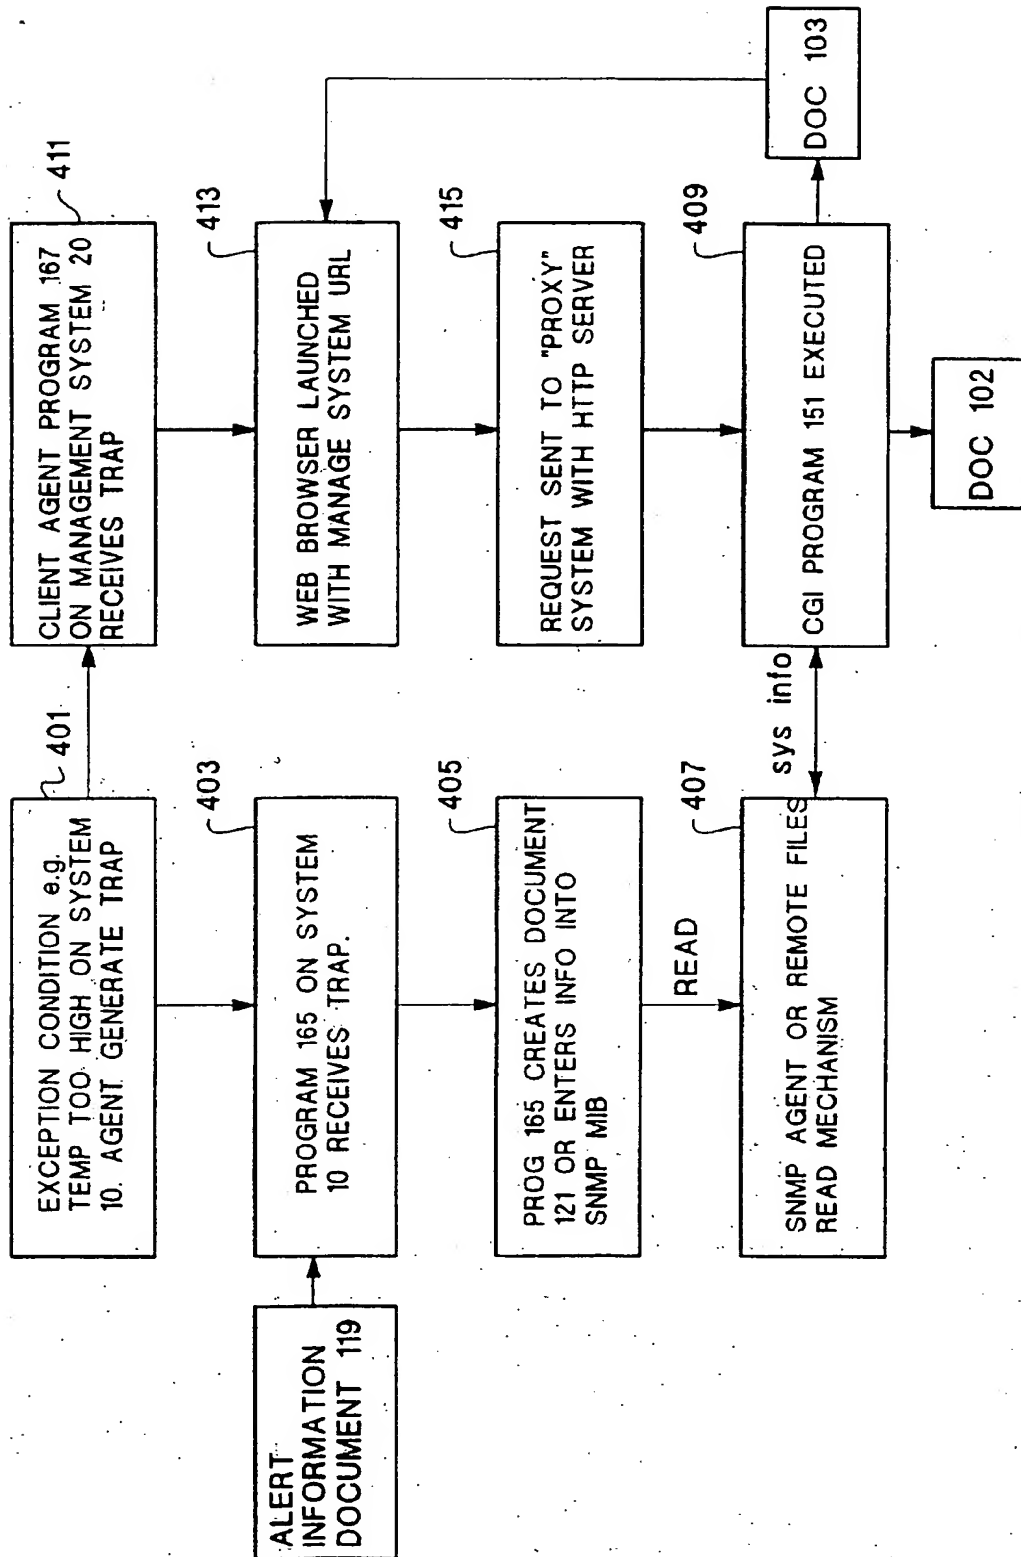 EXCEPTION CONDITION e.g.
TEMP TOO HIGH ON SYSTEM
10. AGENT GENERATE TRAP
401
CLIENT AGENT PROGRAM 167
ON MANAGEMENT SYSTEM 20
RECEIVES TRAP
411
ALERT
INFORMATION
DOCUMENT 119
PROGRAM 165 ON SYSTEM
10 RECEIVES TRAP.
403
WEB BROWSER LAUNCHED
WITH MANAGE SYSTEM URL
413
PROG 165 CREATES DOCUMENT
121 OR ENTERS INFO INTO
SNMP MIB
405
REQUEST SENT TO "PROXY"
SYSTEM WITH HTTP SERVER
415
READ
SNMP AGENT OR REMOTE FILES
READ MECHANISM
407
sys info
CGI PROGRAM 151 EXECUTED
409
DOC 103
DOC 102